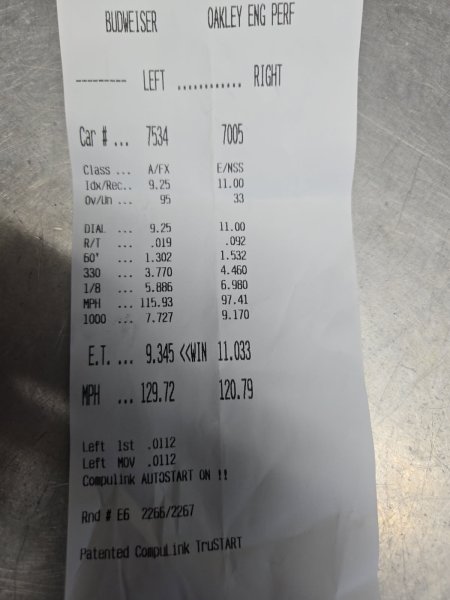 BUDWEISER OAKLEY ENG PERF
------- LEFT ............ RIGHT
Car # ... 7534 7005
Class ... A/FX E/NSS
Idx/Rec.. 9.25 11.00
Ov/Un ... 95 33
DIAL ... 9.25 11.00
R/T ... .019 .092
60' ... 1.302 1.532
330 ... 3.770 4.460
1/8 ... 5.886 6.980
MPH ... 115.93 97.41
1000 ... 7.727 9.170
E.T. ... 9.345 <<WIN 11.033
MPH ... 129.72 120.79
Left 1st .0112
Left MOV .0112
Compulink AUTOSTART ON !!
Rnd # E6 2266/2267
Patented CompuLink TruSTART